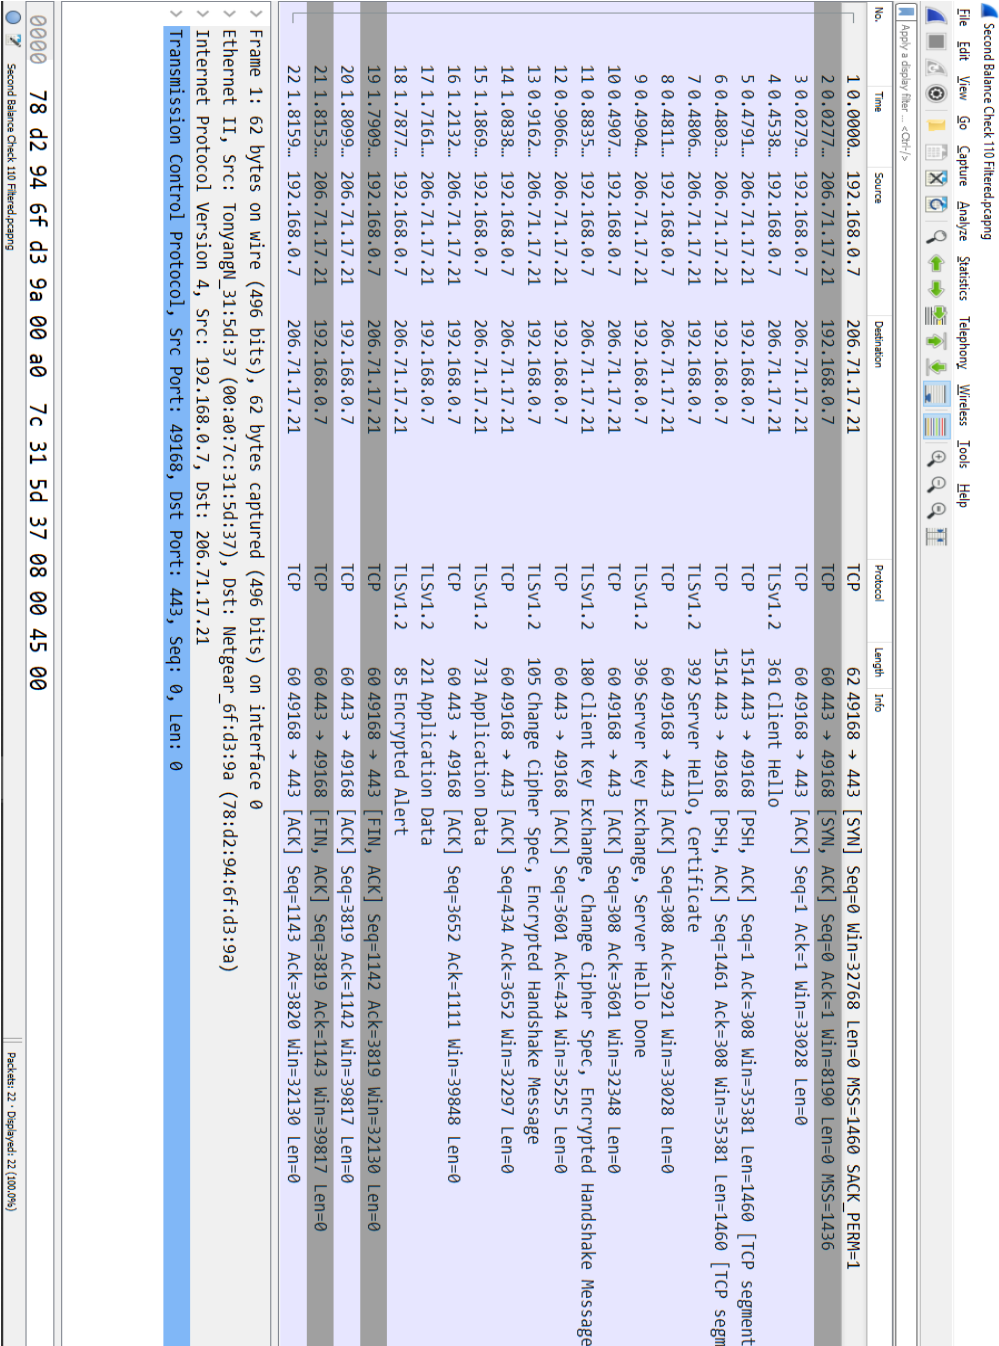 Second Balance Check 110 Filtered.pcapng
File Edit View Go Capture Analyze Statistics Telephony Wireless Tools Help
Apply a display filter ... <Ctrl-/>
No. Time Source Destination Protocol Length Info
1 0.0000… 192.168.0.7 206.71.17.21 TCP 62 49168 → 443 [SYN] Seq=0 Win=32768 Len=0 MSS=1460 SACK_PERM=1
2 0.0277… 206.71.17.21 192.168.0.7 TCP 60 443 → 49168 [SYN, ACK] Seq=0 Ack=1 Win=8190 Len=0 MSS=1436
3 0.0279… 192.168.0.7 206.71.17.21 TCP 60 49168 → 443 [ACK] Seq=1 Ack=1 Win=33028 Len=0
4 0.4538… 192.168.0.7 206.71.17.21 TLSv1.2 361 Client Hello
5 0.4791… 206.71.17.21 192.168.0.7 TCP 1514 443 → 49168 [PSH, ACK] Seq=1 Ack=308 Win=35381 Len=1460 [TCP segment
6 0.4803… 206.71.17.21 192.168.0.7 TCP 1514 443 → 49168 [PSH, ACK] Seq=1461 Ack=308 Win=35381 Len=1460 [TCP segm
7 0.4806… 206.71.17.21 192.168.0.7 TLSv1.2 392 Server Hello, Certificate
8 0.4811… 192.168.0.7 206.71.17.21 TCP 60 49168 → 443 [ACK] Seq=308 Ack=2921 Win=33028 Len=0
9 0.4904… 206.71.17.21 192.168.0.7 TLSv1.2 396 Server Key Exchange, Server Hello Done
10 0.4907… 192.168.0.7 206.71.17.21 TCP 60 49168 → 443 [ACK] Seq=308 Ack=3601 Win=32348 Len=0
11 0.8835… 192.168.0.7 206.71.17.21 TLSv1.2 180 Client Key Exchange, Change Cipher Spec, Encrypted Handshake Message
12 0.9066… 206.71.17.21 192.168.0.7 TCP 60 443 → 49168 [ACK] Seq=3601 Ack=434 Win=35255 Len=0
13 0.9162… 206.71.17.21 192.168.0.7 TLSv1.2 105 Change Cipher Spec, Encrypted Handshake Message
14 1.0838… 192.168.0.7 206.71.17.21 TCP 60 49168 → 443 [ACK] Seq=434 Ack=3652 Win=32297 Len=0
15 1.1869… 192.168.0.7 206.71.17.21 TLSv1.2 731 Application Data
16 1.2132… 206.71.17.21 192.168.0.7 TCP 60 443 → 49168 [ACK] Seq=3652 Ack=1111 Win=39848 Len=0
17 1.7161… 206.71.17.21 192.168.0.7 TLSv1.2 221 Application Data
18 1.7877… 192.168.0.7 206.71.17.21 TLSv1.2 85 Encrypted Alert
19 1.7909… 192.168.0.7 206.71.17.21 TCP 60 49168 → 443 [FIN, ACK] Seq=1142 Ack=3819 Win=32130 Len=0
20 1.8099… 206.71.17.21 192.168.0.7 TCP 60 443 → 49168 [ACK] Seq=3819 Ack=1142 Win=39817 Len=0
21 1.8153… 206.71.17.21 192.168.0.7 TCP 60 443 → 49168 [FIN, ACK] Seq=3819 Ack=1143 Win=39817 Len=0
22 1.8159… 192.168.0.7 206.71.17.21 TCP 60 49168 → 443 [ACK] Seq=1143 Ack=3820 Win=32130 Len=0
Frame 1: 62 bytes on wire (496 bits), 62 bytes captured (496 bits) on interface 0
Ethernet II, Src: TonyangN_31:5d:37 (00:a0:7c:31:5d:37), Dst: Netgear_6f:d3:9a (78:d2:94:6f:d3:9a)
Internet Protocol Version 4, Src: 192.168.0.7, Dst: 206.71.17.21
Transmission Control Protocol, Src Port: 49168, Dst Port: 443, Seq: 0, Len: 0
0000 78 d2 94 6f d3 9a 00 a0 7c 31 5d 37 08 00 45 00
Second Balance Check 110 Filtered.pcapng Packets: 22 · Displayed: 22 (100.0%)